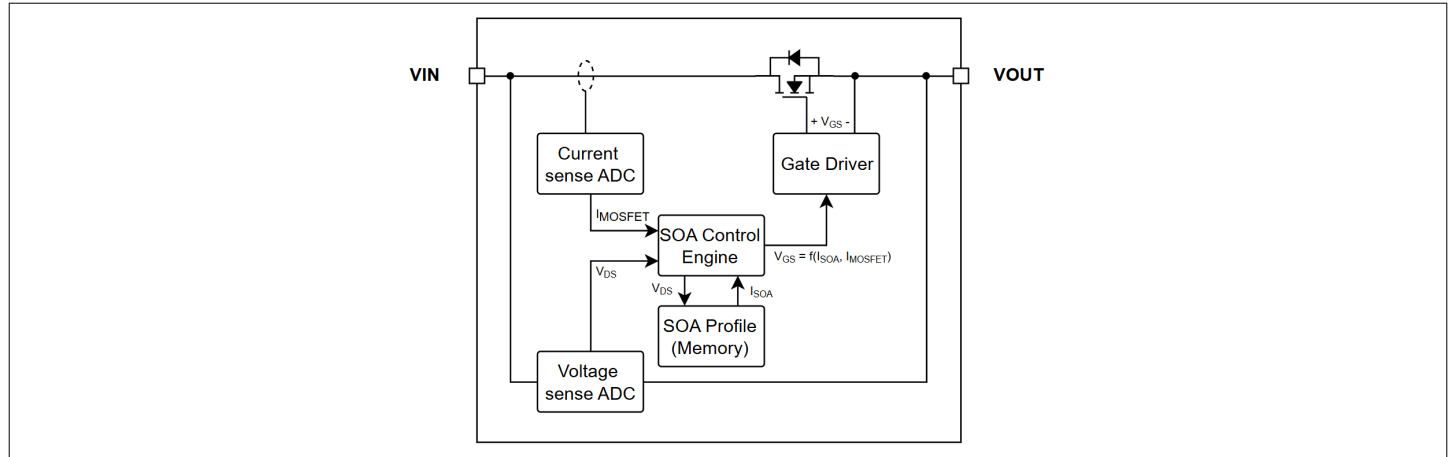 VIN
VOUT
+ VGS -
Current
sense ADC
Gate Driver
IMOSFET
SOA Control
Engine
VGS = f(ISOA, IMOSFET)
VDS
VDS
ISOA
SOA Profile
(Memory)
Voltage
sense ADC